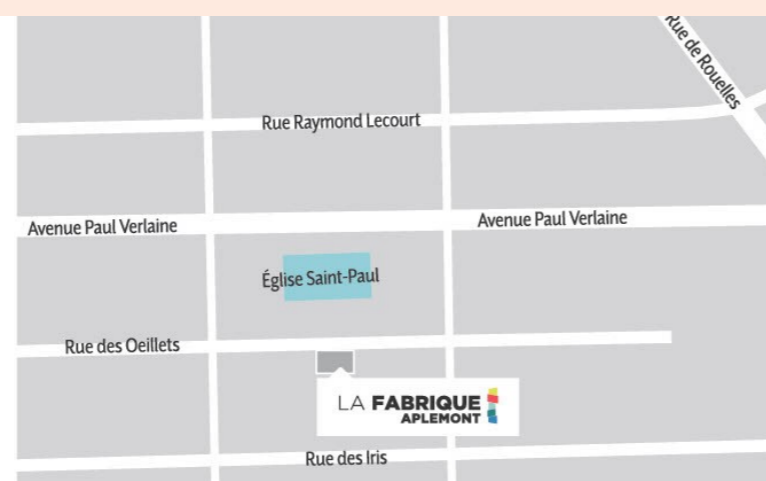 Rue de Rouelles
Rue Raymond Lecourt
Avenue Paul Verlaine
Avenue Paul Verlaine
Église Saint-Paul
Rue des Oeillets
LA FABRIQUE
APLEMONT
Rue des Iris